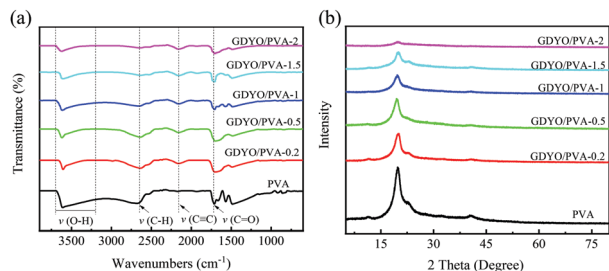 (a)
GDYO/PVA-2
GDYO/PVA-1.5
GDYO/PVA-1
GDYO/PVA-0.5
GDYO/PVA-0.2
PVA
ν (O-H)
ν (C-H)
ν (C=C)
ν (C=O)
Transmittance (%)
3500 3000 2500 2000 1500 1000
Wavenumbers (cm⁻¹)
(b)
GDYO/PVA-2
GDYO/PVA-1.5
GDYO/PVA-1
GDYO/PVA-0.5
GDYO/PVA-0.2
PVA
Intensity
15 30 45 60 75
2 Theta (Degree)